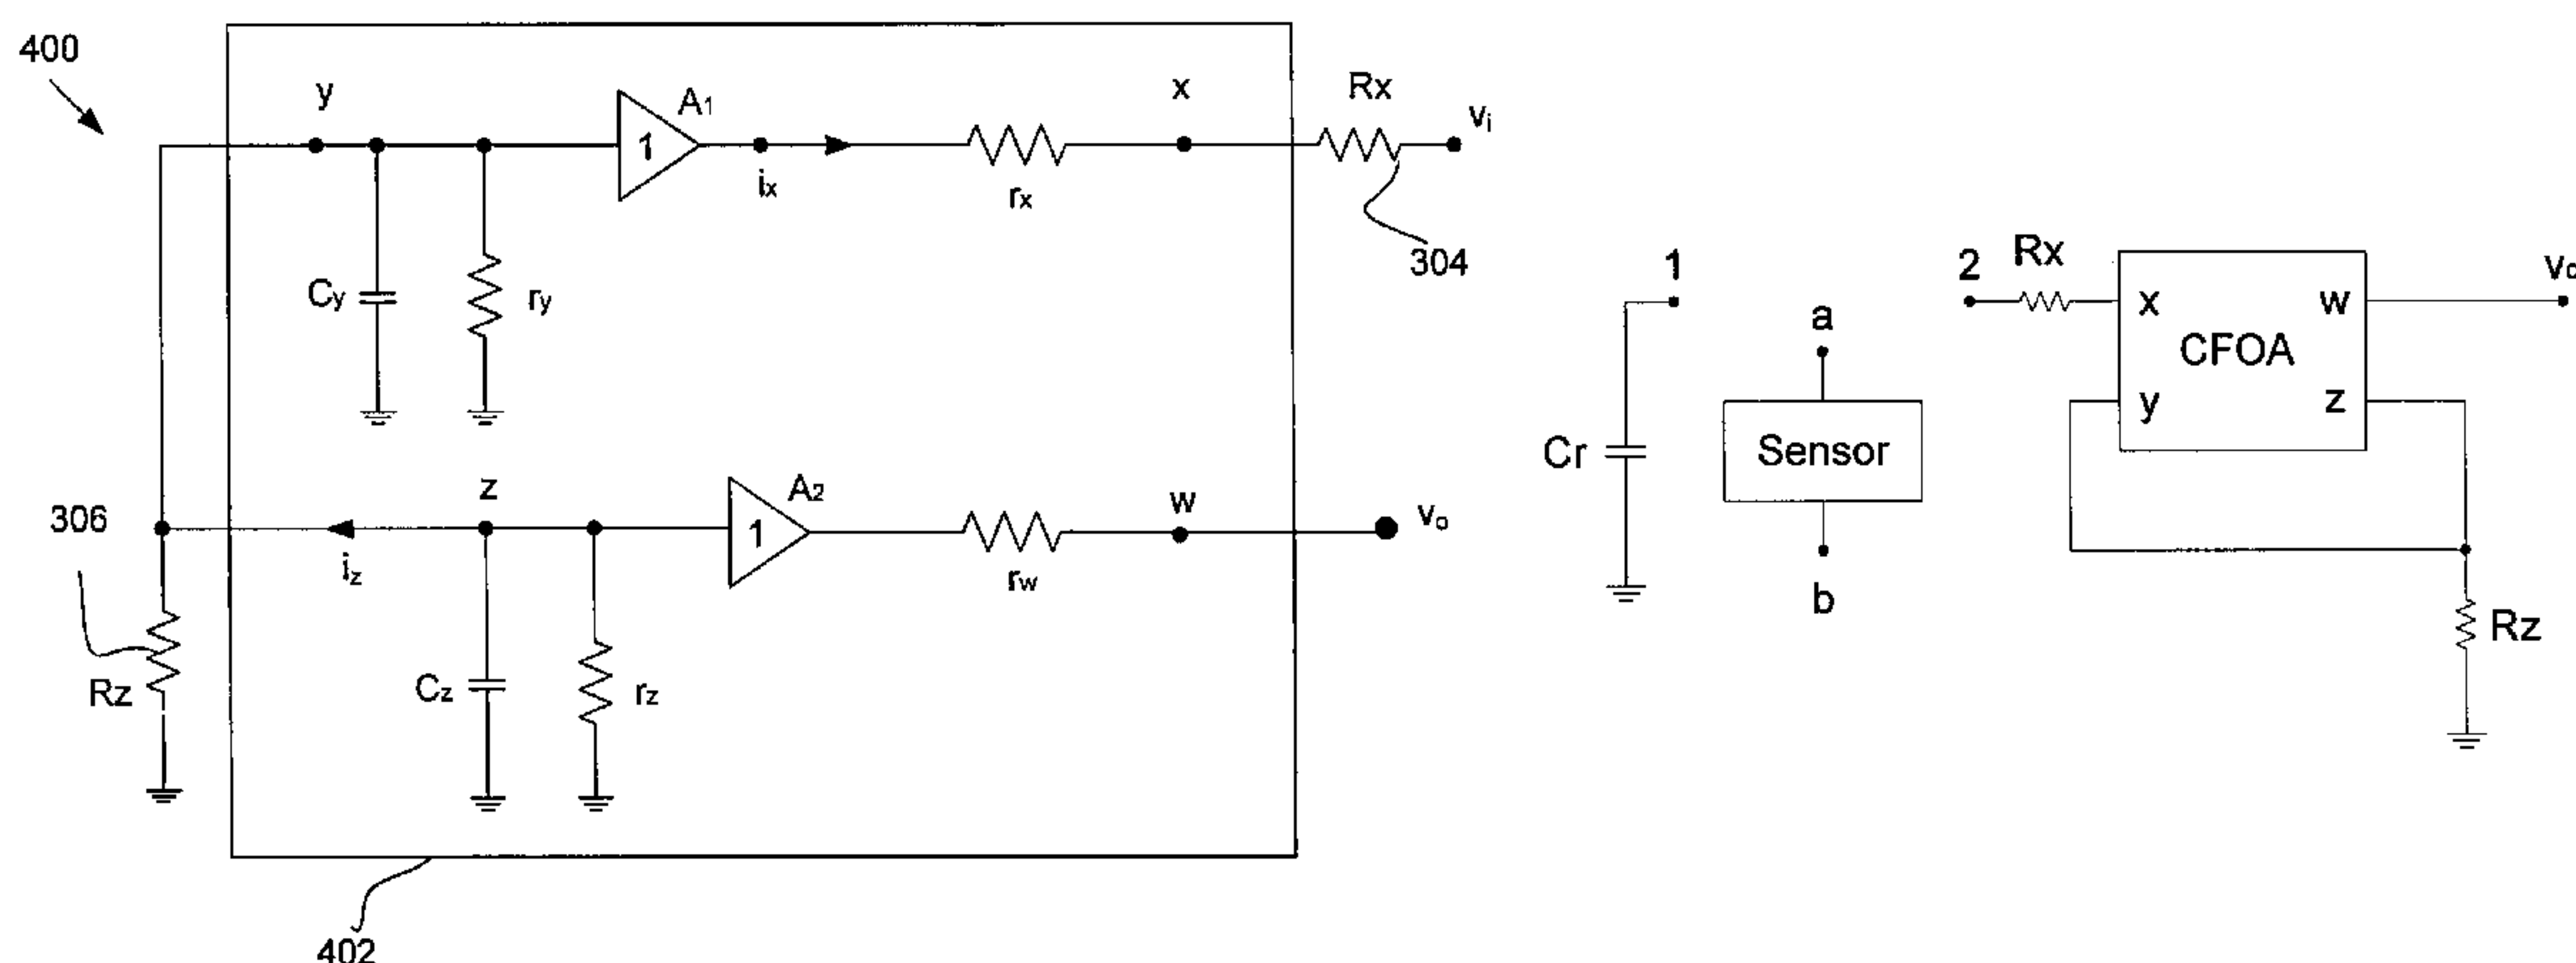 400
y
A1
1
ix
rx
x
Rx
vi
304
Cy
ry
306
z
iz
A2
1
rw
w
vo
Rz
Cz
rz
402
1
Cr
a
Sensor
b
2
Rx
x
w
CFOA
y
z
Rz